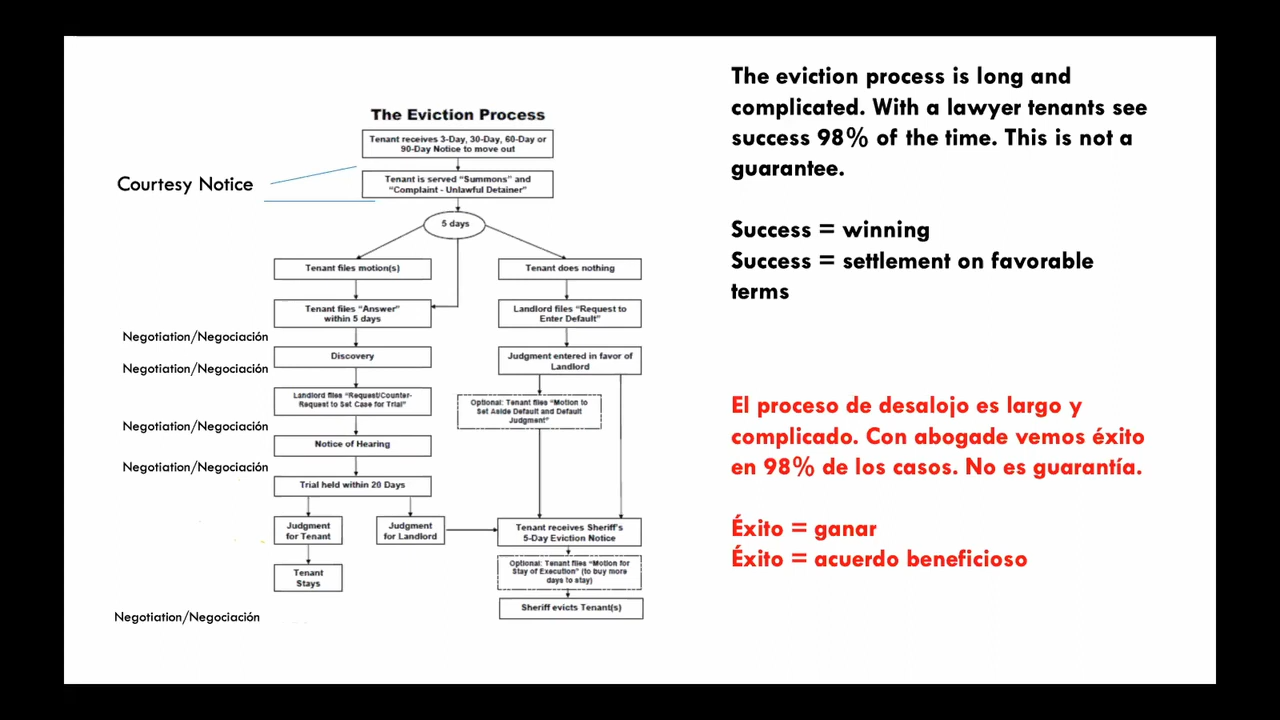 The Eviction Process
Tenant receives 3-Day, 30-Day, 60-Day or
90-Day Notice to move out
Courtesy Notice
Tenant is served "Summons" and
"Complaint - Unlawful Detainer"
5 days
Tenant files motion(s)
Tenant does nothing
Tenant files "Answer"
within 5 days
Landlord files "Request to
Enter Default"
Negotiation/Negociación
Discovery
Judgment entered in favor of
Landlord
Negotiation/Negociación
Landlord files "Request/Counter-
Request to Set Case for Trial"
Optional: Tenant files "Motion to
Set Aside Default and Default
Judgment"
Negotiation/Negociación
Notice of Hearing
Negotiation/Negociación
Trial held within 20 Days
Judgment
for Tenant
Judgment
for Landlord
Tenant receives Sheriff's
5-Day Eviction Notice
Tenant
Stays
Optional: Tenant files "Motion for
Stay of Execution" (to buy more
days to stay)
Sheriff evicts Tenant(s)
Negotiation/Negociación
The eviction process is long and
complicated. With a lawyer tenants see
success 98% of the time. This is not a
guarantee.
Success = winning
Success = settlement on favorable
terms
El proceso de desalojo es largo y
complicado. Con abogade vemos éxito
en 98% de los casos. No es guarantía.
Éxito = ganar
Éxito = acuerdo beneficioso